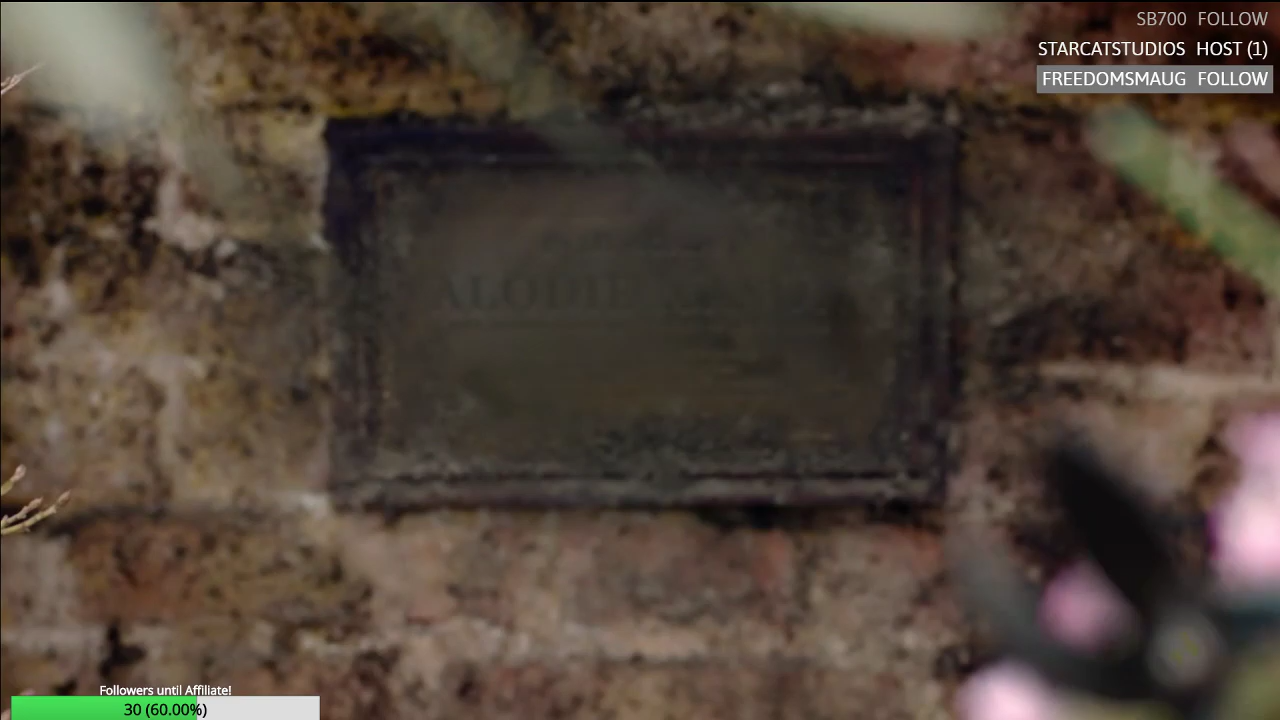 SB700 FOLLOW
STARCATSTUDIOS HOST (1)
FREEDOMSMAUG FOLLOW
Followers until Affiliate!
30 (60.00%)